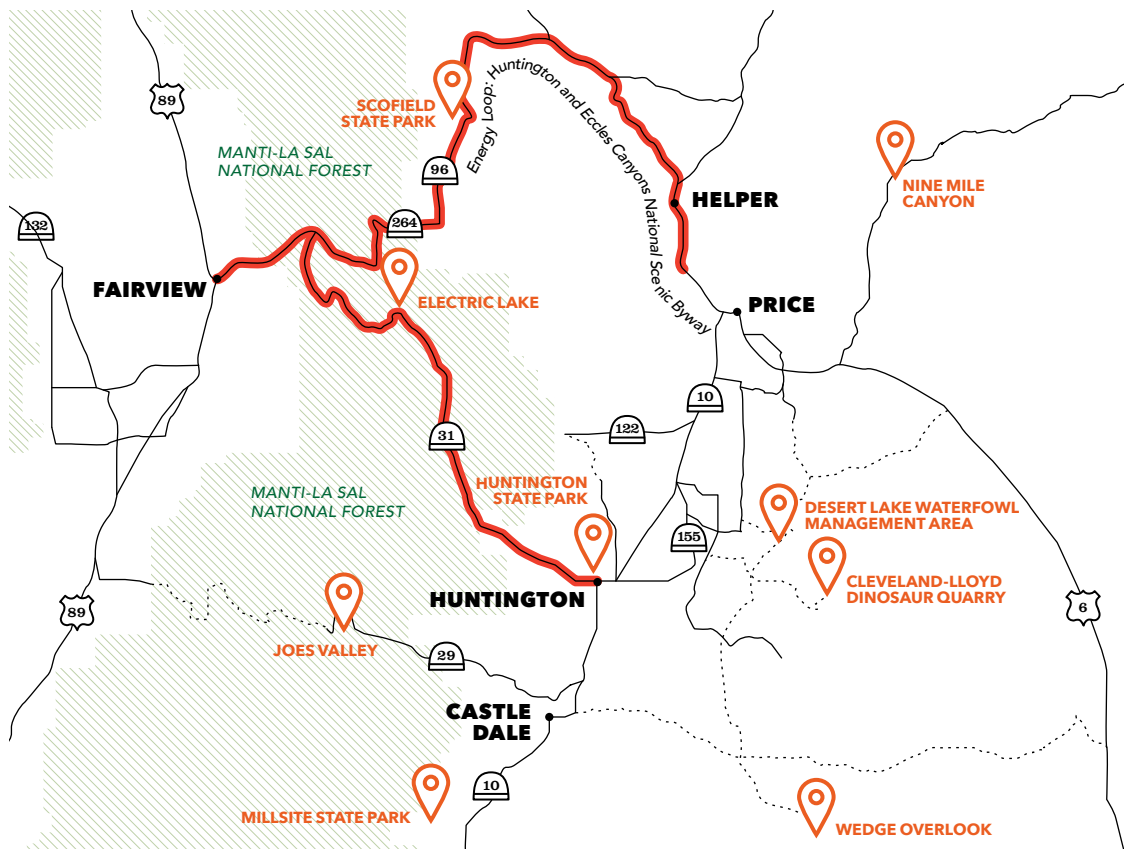 89
SCOFIELD
STATE PARK
Energy Loop: Huntington and Eccles Canyons National Scenic Byway
MANTI-LA SAL
NATIONAL FOREST
96
NINE MILE
CANYON
HELPER
132
264
FAIRVIEW
ELECTRIC LAKE
PRICE
10
122
31
HUNTINGTON
STATE PARK
MANTI-LA SAL
NATIONAL FOREST
DESERT LAKE WATERFOWL
MANAGEMENT AREA
155
CLEVELAND-LLOYD
DINOSAUR QUARRY
HUNTINGTON
89
6
JOES VALLEY
29
CASTLE
DALE
10
MILLSITE STATE PARK
WEDGE OVERLOOK